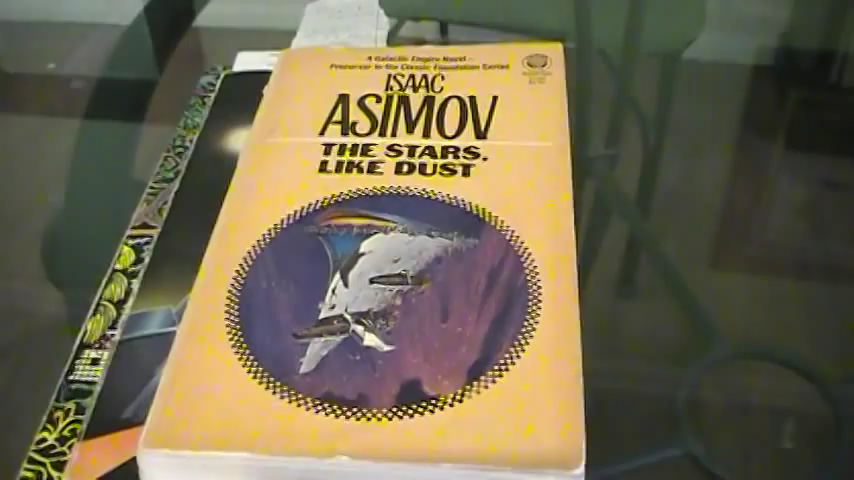 A Galactic Empire Novel
Precursor to the Classic Foundation Series
ISAAC
ASIMOV
THE STARS,
LIKE DUST